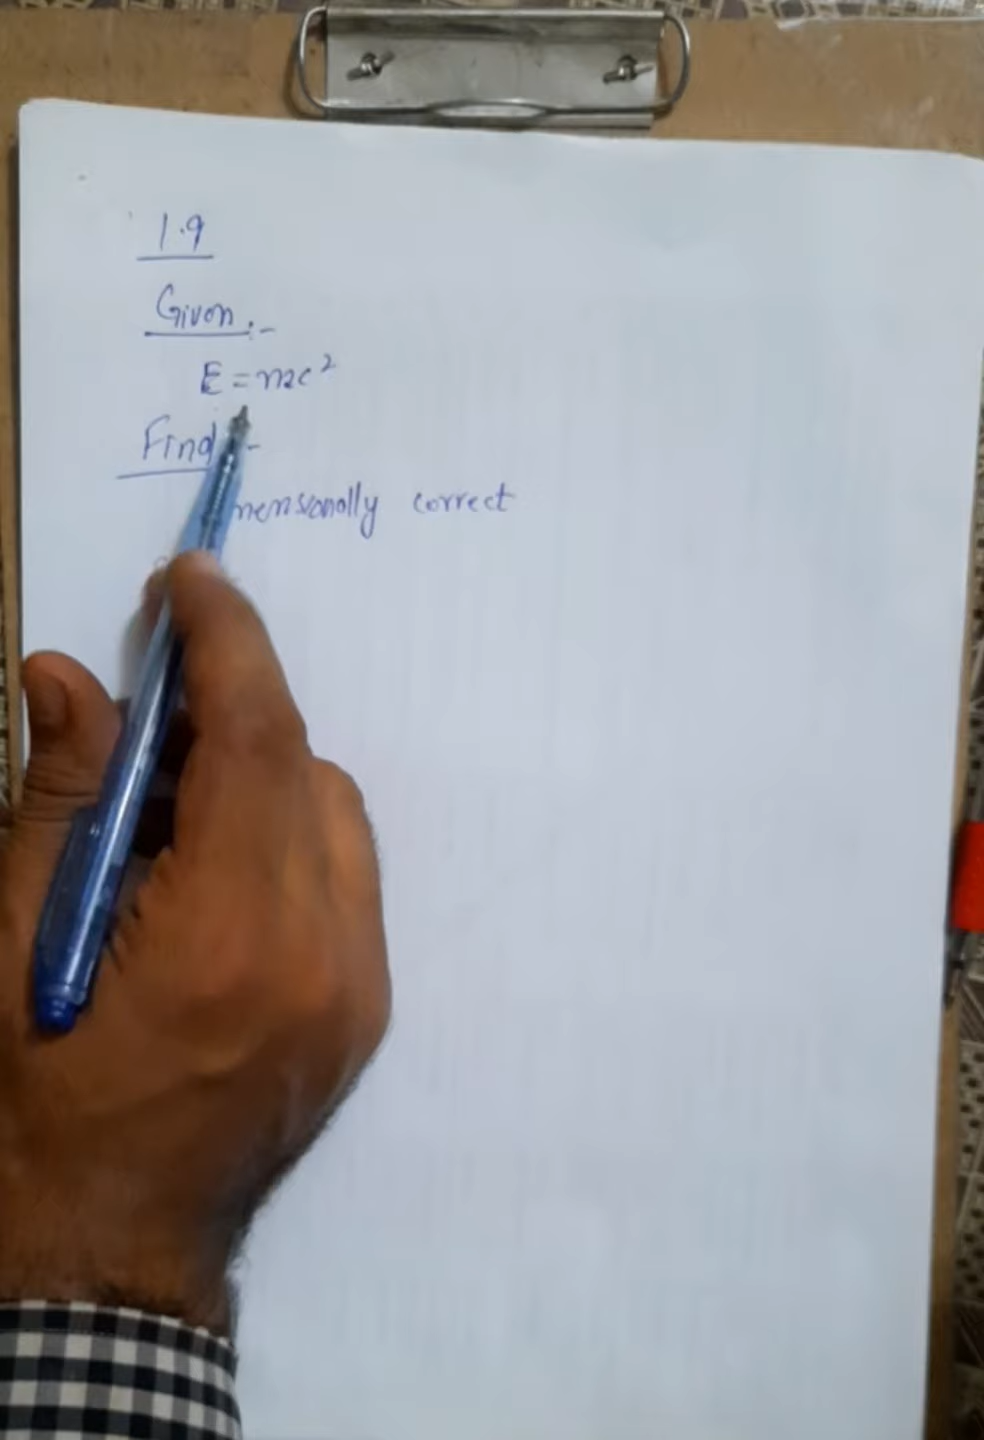 1.9
Given:-
E = mc²
Find -
mensionally correct